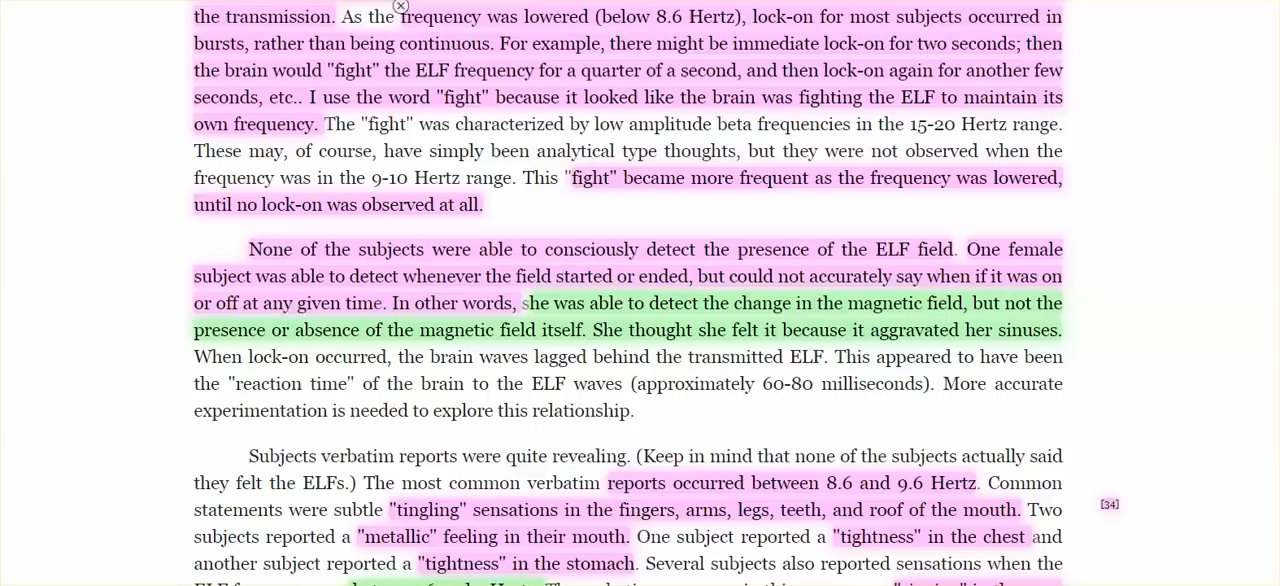 the transmission. As the frequency was lowered (below 8.6 Hertz), lock-on for most subjects occurred in
bursts, rather than being continuous. For example, there might be immediate lock-on for two seconds; then
the brain would "fight" the ELF frequency for a quarter of a second, and then lock-on again for another few
seconds, etc.. I use the word "fight" because it looked like the brain was fighting the ELF to maintain its
own frequency. The "fight" was characterized by low amplitude beta frequencies in the 15-20 Hertz range.
These may, of course, have simply been analytical type thoughts, but they were not observed when the
frequency was in the 9-10 Hertz range. This "fight" became more frequent as the frequency was lowered,
until no lock-on was observed at all.
None of the subjects were able to consciously detect the presence of the ELF field. One female
subject was able to detect whenever the field started or ended, but could not accurately say when if it was on
or off at any given time. In other words, she was able to detect the change in the magnetic field, but not the
presence or absence of the magnetic field itself. She thought she felt it because it aggravated her sinuses.
When lock-on occurred, the brain waves lagged behind the transmitted ELF. This appeared to have been
the "reaction time" of the brain to the ELF waves (approximately 60-80 milliseconds). More accurate
experimentation is needed to explore this relationship.
Subjects verbatim reports were quite revealing. (Keep in mind that none of the subjects actually said
they felt the ELFs.) The most common verbatim reports occurred between 8.6 and 9.6 Hertz. Common
statements were subtle "tingling" sensations in the fingers, arms, legs, teeth, and roof of the mouth. Two
[34]
subjects reported a "metallic" feeling in their mouth. One subject reported a "tightness" in the chest and
another subject reported a "tightness" in the stomach. Several subjects also reported sensations when the